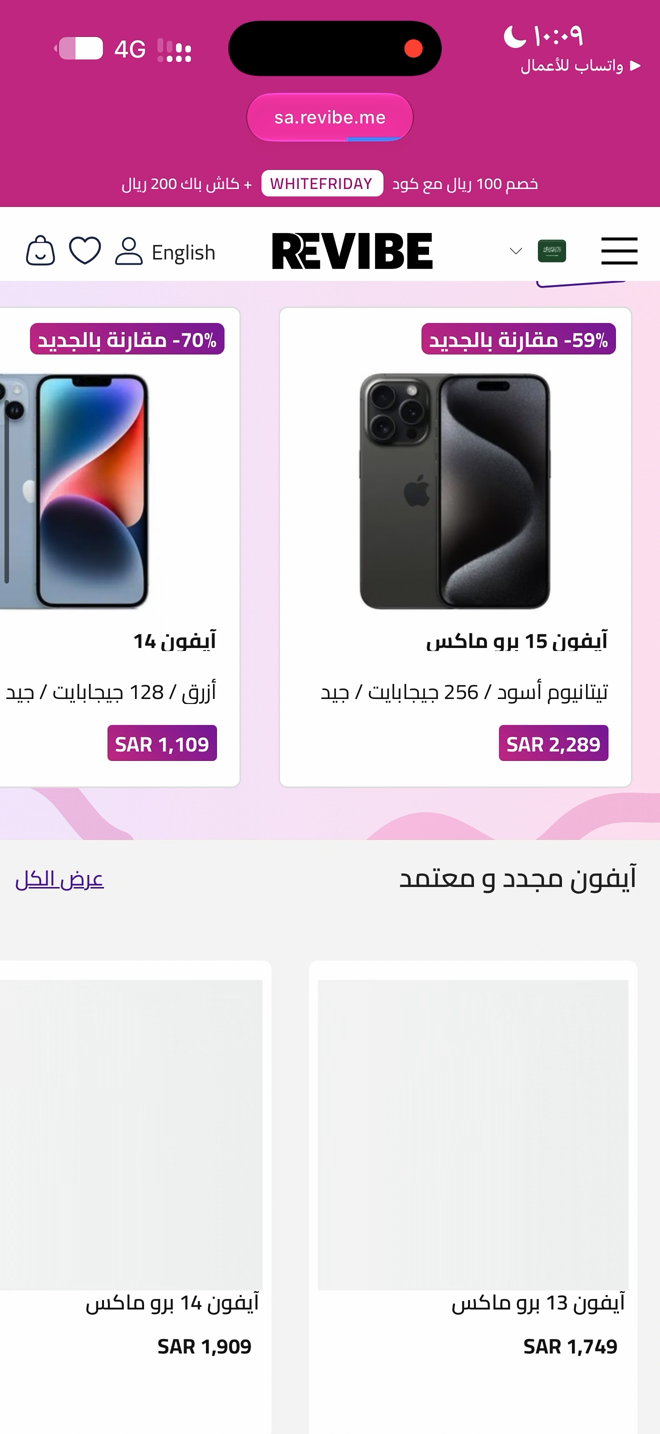 ١٠:٠٩
4G
واتساب للأعمال
sa.revibe.me
خصم 100 ريال مع كود WHITEFRIDAY + كاش باك 200 ريال
REVIBE
English
-59% مقارنة بالجديد
آيفون 15 برو ماكس
تيتانيوم أسود / 256 جيجابايت / جيد
SAR 2,289
-70% مقارنة بالجديد
آيفون 14
أزرق / 128 جيجابايت / جيد
SAR 1,109
آيفون مجدد و معتمد
عرض الكل
آيفون 13 برو ماكس
SAR 1,749
آيفون 14 برو ماكس
SAR 1,909